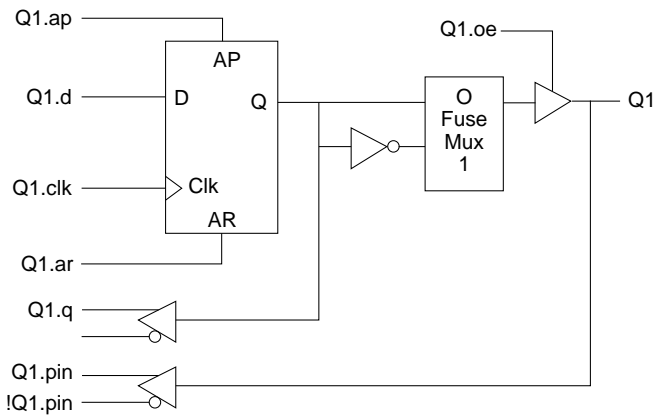 Q1.ap
Q1.oe
AP
Q1.d
D
Q
O
Fuse
Mux
1
Q1
Q1.clk
Clk
AR
Q1.ar
Q1.q
Q1.pin
!Q1.pin